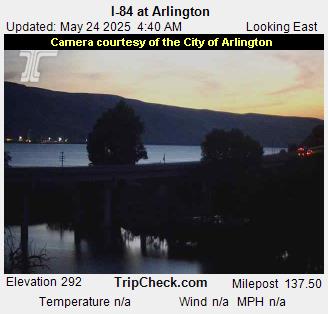 I-84 at Arlington
Updated: May 24 2025 4:40 AM Looking East
Camera courtesy of the City of Arlington
Elevation 292 TripCheck.com Milepost 137.50
Temperature n/a Wind n/a MPH n/a